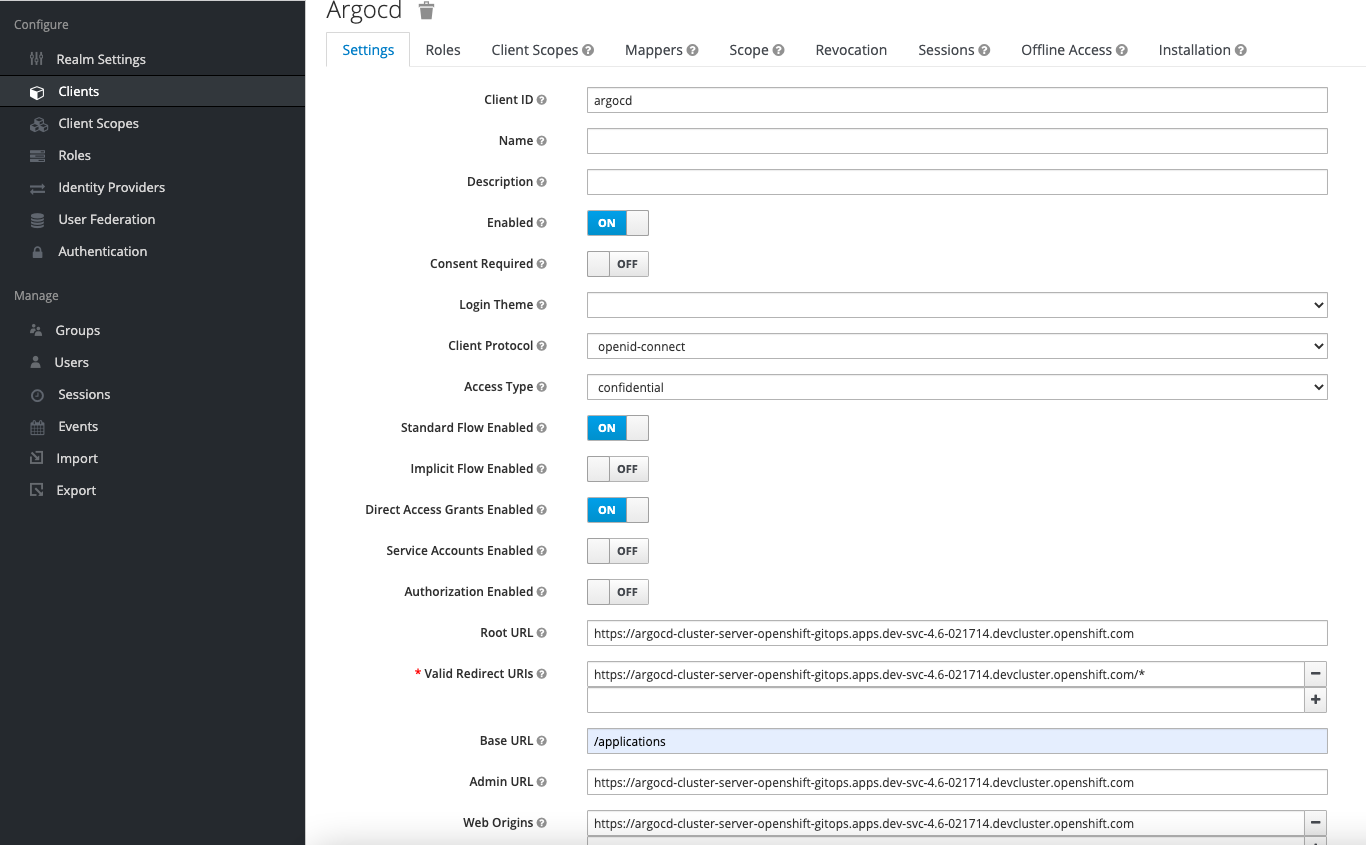 Configure
Realm Settings
Clients
Client Scopes
Roles
Identity Providers
User Federation
Authentication
Manage
Groups
Users
Sessions
Events
Import
Export
Argocd
Settings Roles Client Scopes Mappers Scope Revocation Sessions Offline Access Installation
Client ID argocd
Name
Description
Enabled ON
Consent Required OFF
Login Theme
Client Protocol openid-connect
Access Type confidential
Standard Flow Enabled ON
Implicit Flow Enabled OFF
Direct Access Grants Enabled ON
Service Accounts Enabled OFF
Authorization Enabled OFF
Root URL https://argocd-cluster-server-openshift-gitops.apps.dev-svc-4.6-021714.devcluster.openshift.com
* Valid Redirect URIs https://argocd-cluster-server-openshift-gitops.apps.dev-svc-4.6-021714.devcluster.openshift.com/*
Base URL /applications
Admin URL https://argocd-cluster-server-openshift-gitops.apps.dev-svc-4.6-021714.devcluster.openshift.com
Web Origins https://argocd-cluster-server-openshift-gitops.apps.dev-svc-4.6-021714.devcluster.openshift.com